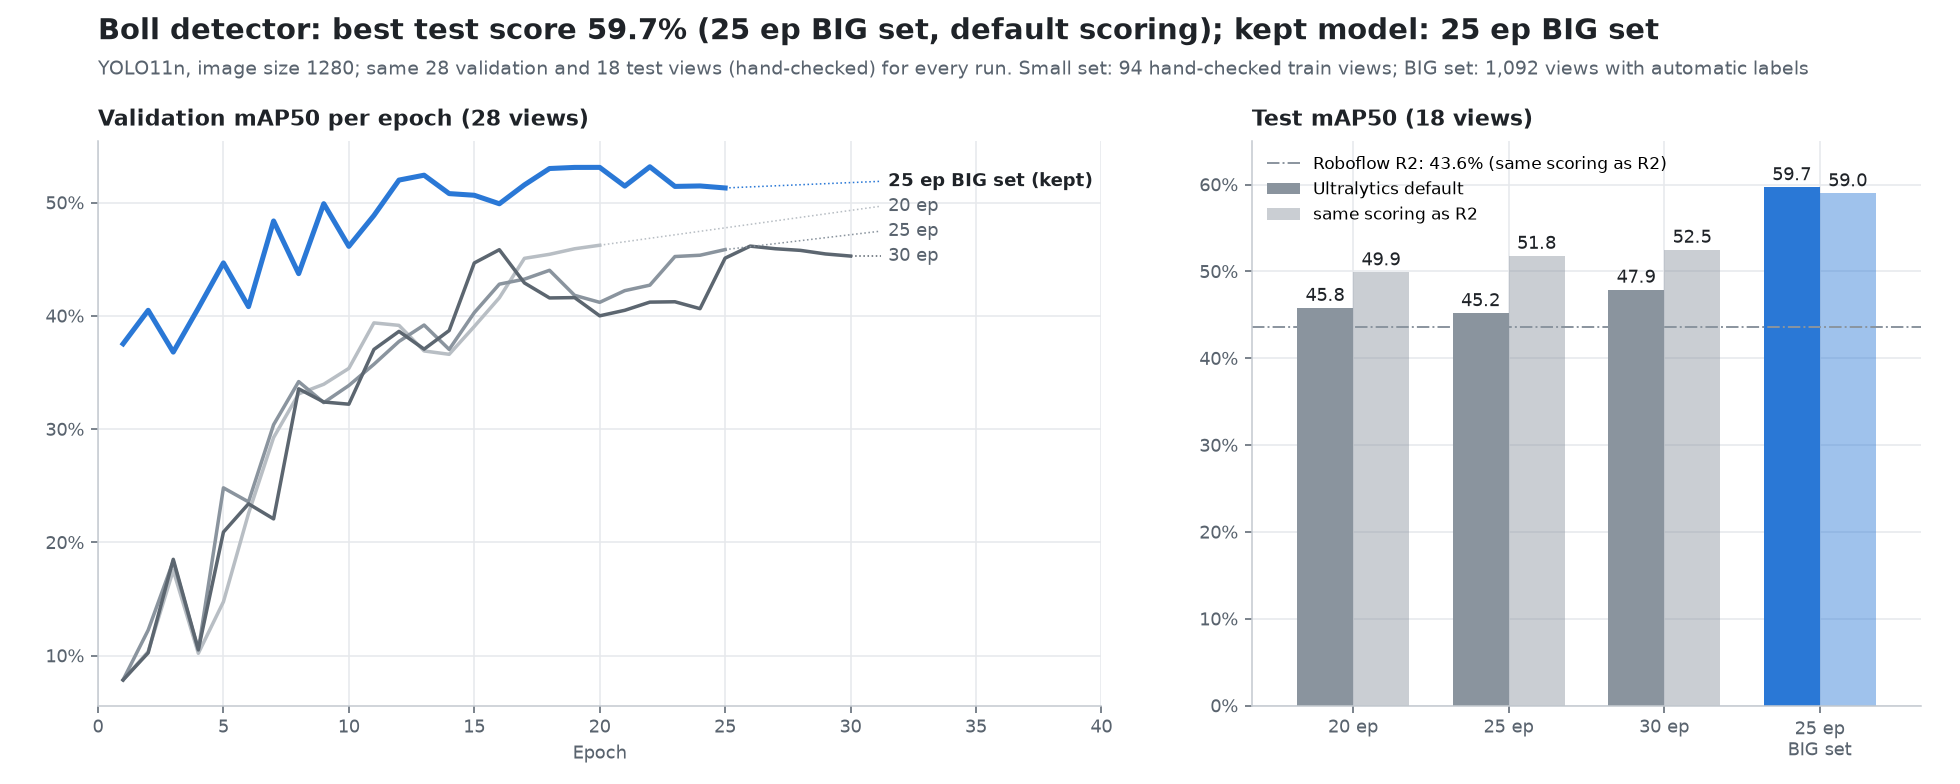 Boll detector: best test score 59.7% (25 ep BIG set, default scoring); kept model: 25 ep BIG set
YOLO11n, image size 1280; same 28 validation and 18 test views (hand-checked) for every run. Small set: 94 hand-checked train views; BIG set: 1,092 views with automatic labels
Validation mAP50 per epoch (28 views)
50%
40%
30%
20%
10%
25 ep BIG set (kept)
20 ep
25 ep
30 ep
0 5 10 15 20 25 30 35 40
Epoch
Test mAP50 (18 views)
Roboflow R2: 43.6% (same scoring as R2)
Ultralytics default
same scoring as R2
60%
50%
40%
30%
20%
10%
0%
45.8 49.9 45.2 51.8 47.9 52.5 59.7 59.0
20 ep 25 ep 30 ep 25 ep
BIG set